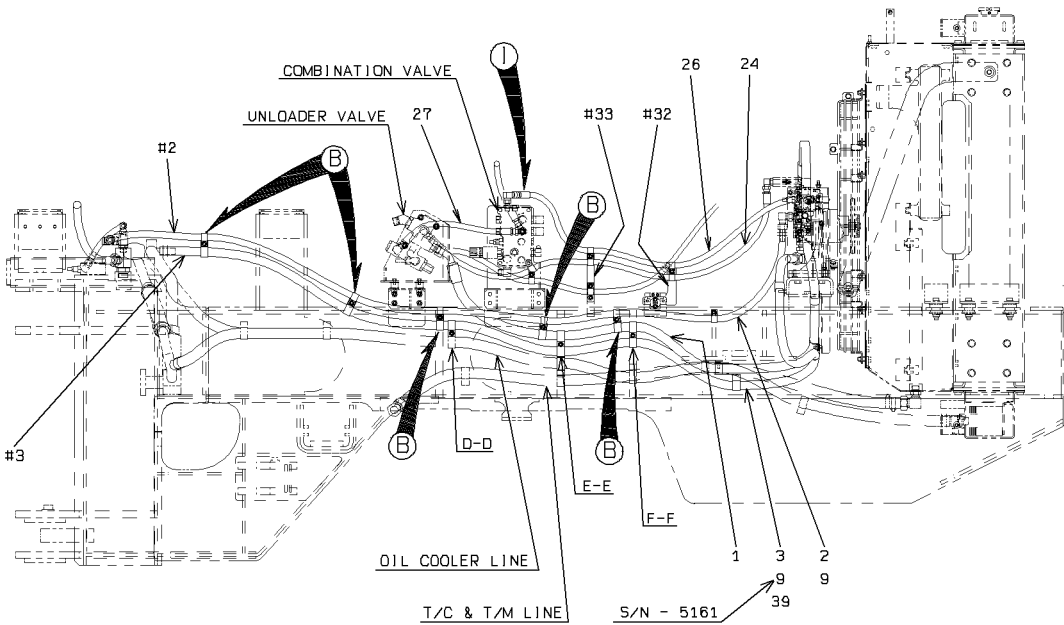 I
COMBINATION VALVE
26
24
UNLOADER VALVE
27
#33
#32
#2
B
B
#3
B
D-D
B
E-E
F-F
OIL COOLER LINE
1
3
2
9
9
T/C & T/M LINE
S/N - 5161
39